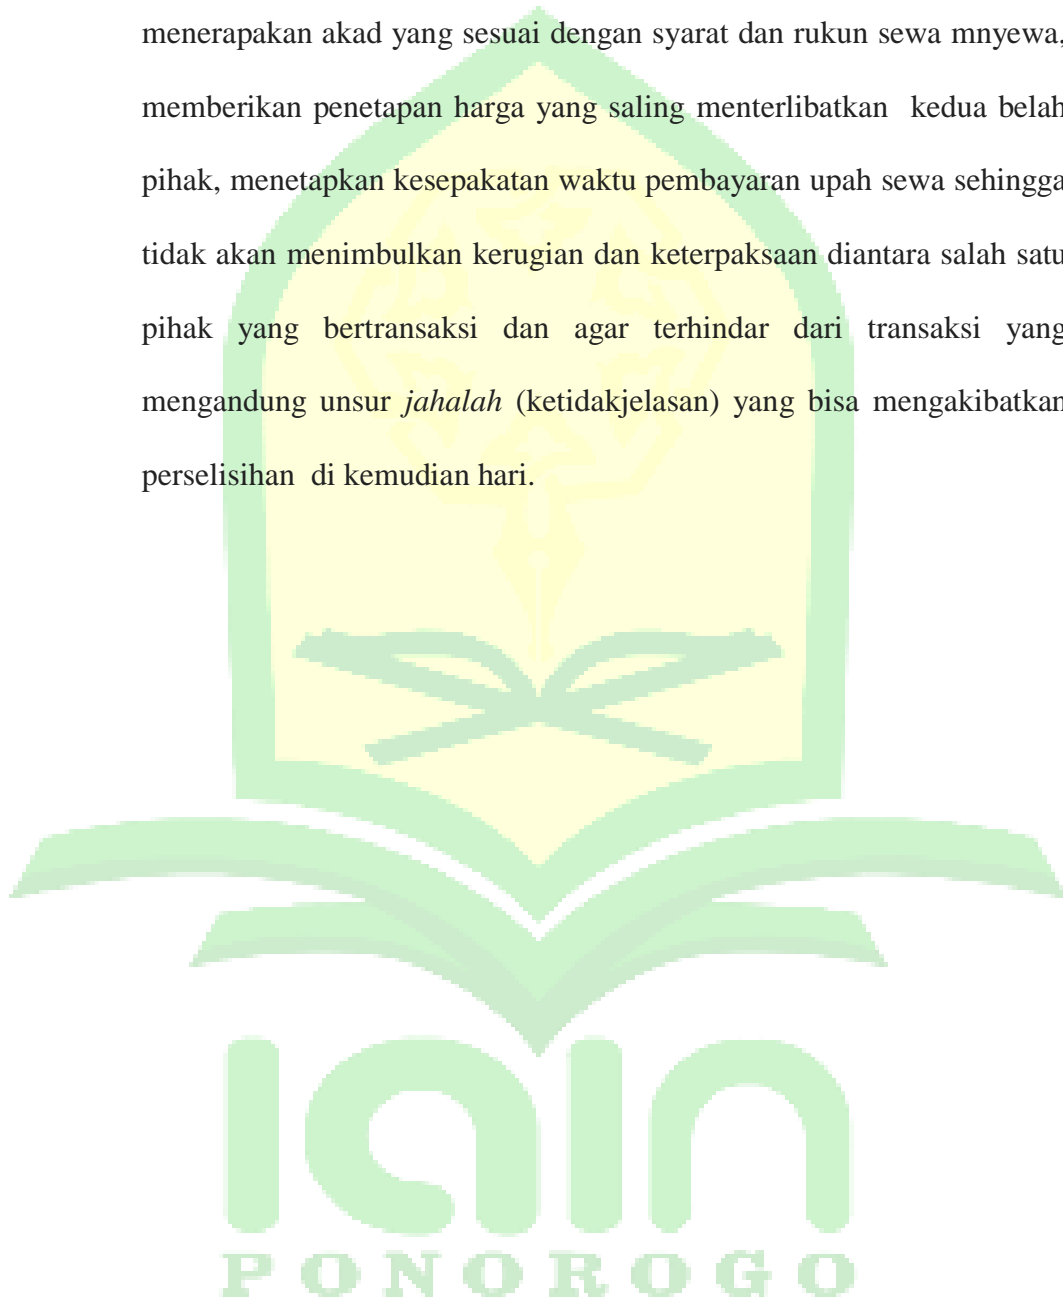 menerapakan akad yang sesuai dengan syarat dan rukun sewa mnyewa,
memberikan penetapan harga yang saling menterlibatkan kedua belah
pihak, menetapkan kesepakatan waktu pembayaran upah sewa sehingga
tidak akan menimbulkan kerugian dan keterpaksaan diantara salah satu
pihak yang bertransaksi dan agar terhindar dari transaksi yang
mengandung unsur jahalah (ketidakjelasan) yang bisa mengakibatkan
perselisihan di kemudian hari.
iain
PONOROGO